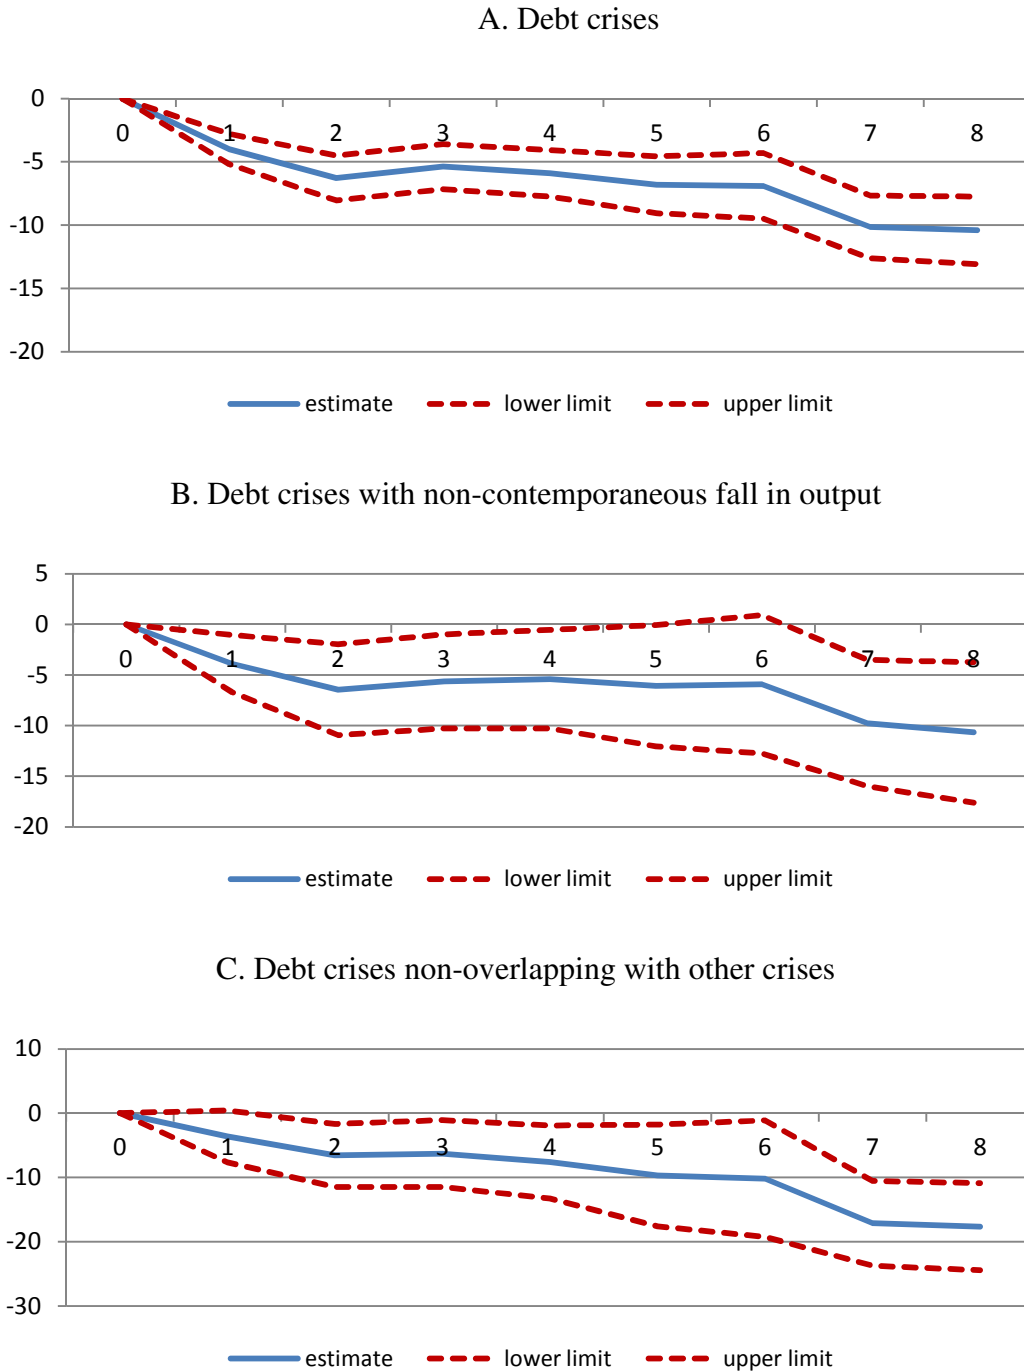 A. Debt crises
0
0 1 2 3 4 5 6 7 8
-5
-10
-15
-20
estimate lower limit upper limit
B. Debt crises with non-contemporaneous fall in output
5
0
0 1 2 3 4 5 6 7 8
-5
-10
-15
-20
estimate lower limit upper limit
C. Debt crises non-overlapping with other crises
10
0
0 1 2 3 4 5 6 7 8
-10
-20
-30
estimate lower limit upper limit